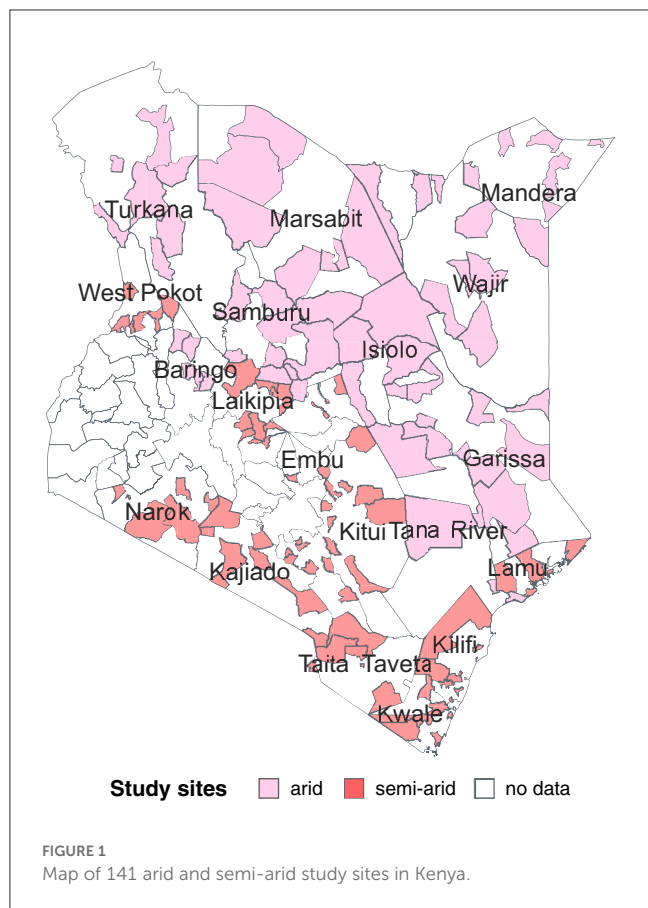 Mandera
Turkana
Marsabit
Wajir
West Pokot
Samburu
Isiolo
Baringo
Laikipia
Embu
Garissa
Narok
Kitui
Tana River
Kajiado
Lamu
Kilifi
Taita Taveta
Kwale
Study sites arid semi-arid no data
FIGURE 1
Map of 141 arid and semi-arid study sites in Kenya.